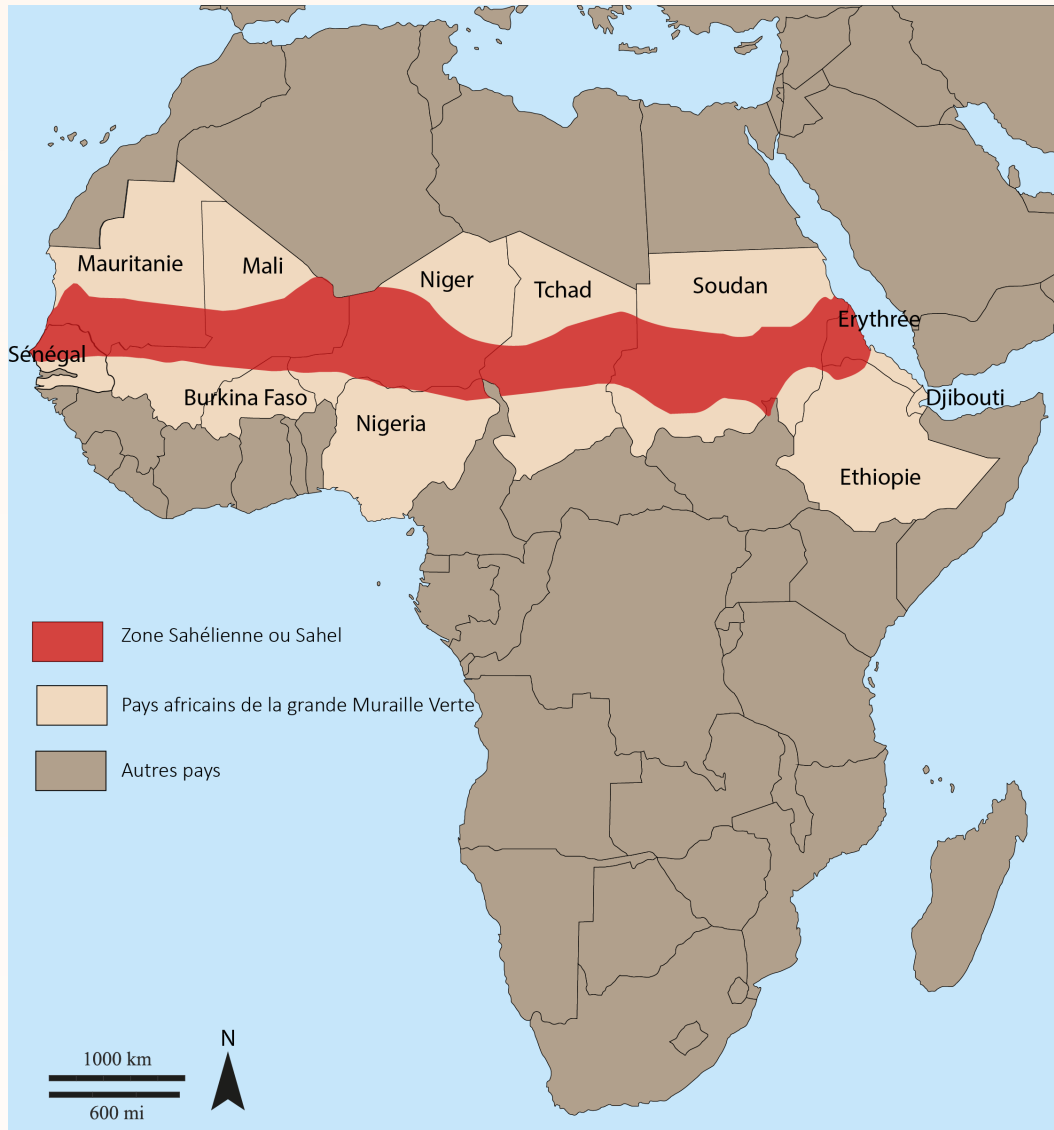 Mauritanie
Mali
Niger
Tchad
Soudan
Erythrée
Sénégal
Burkina Faso
Nigeria
Djibouti
Ethiopie
Zone Sahélienne ou Sahel
Pays africains de la grande Muraille Verte
Autres pays
1000 km
600 mi
N